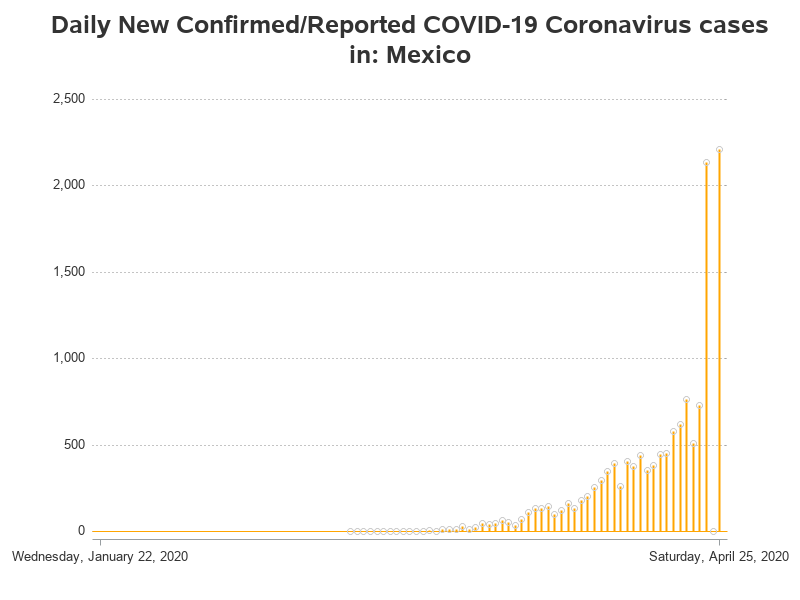 Daily New Confirmed/Reported COVID-19 Coronavirus cases
in: Mexico
2,500
2,000
1,500
1,000
500
0
Wednesday, January 22, 2020
Saturday, April 25, 2020